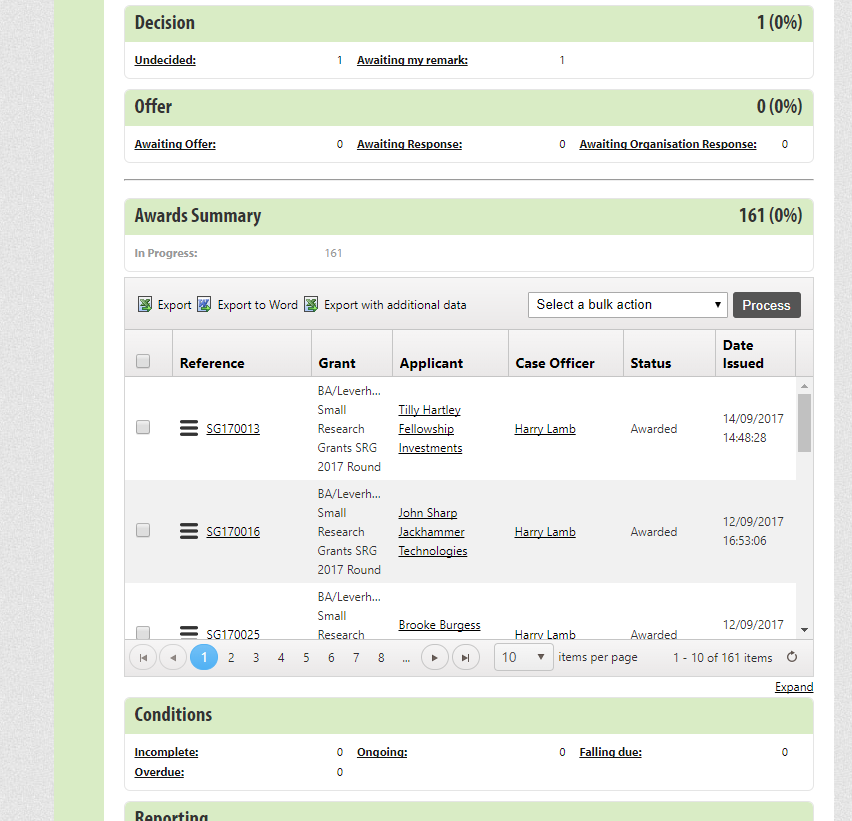 Decision 1 (0%)
Undecided: 1 Awaiting my remark: 1
Offer 0 (0%)
Awaiting Offer: 0 Awaiting Response: 0 Awaiting Organisation Response: 0
Awards Summary 161 (0%)
In Progress: 161
Export Export to Word Export with additional data Select a bulk action Process
Reference Grant Applicant Case Officer Status Date Issued
SG170013
BA/Leverh...
Small
Research
Grants SRG
2017 Round
Tilly Hartley
Fellowship
Investments
Harry Lamb
Awarded
14/09/2017
14:48:28
SG170016
BA/Leverh...
Small
Research
Grants SRG
2017 Round
John Sharp
Jackhammer
Technologies
Harry Lamb
Awarded
12/09/2017
16:53:06
SG170025
BA/Leverh...
Small
Research
Brooke Burgess
Harry Lamb
Awarded
12/09/2017
1 2 3 4 5 6 7 8 ... 10 items per page 1 - 10 of 161 items
Expand
Conditions
Incomplete: 0 Ongoing: 0 Falling due: 0
Overdue: 0
Reporting